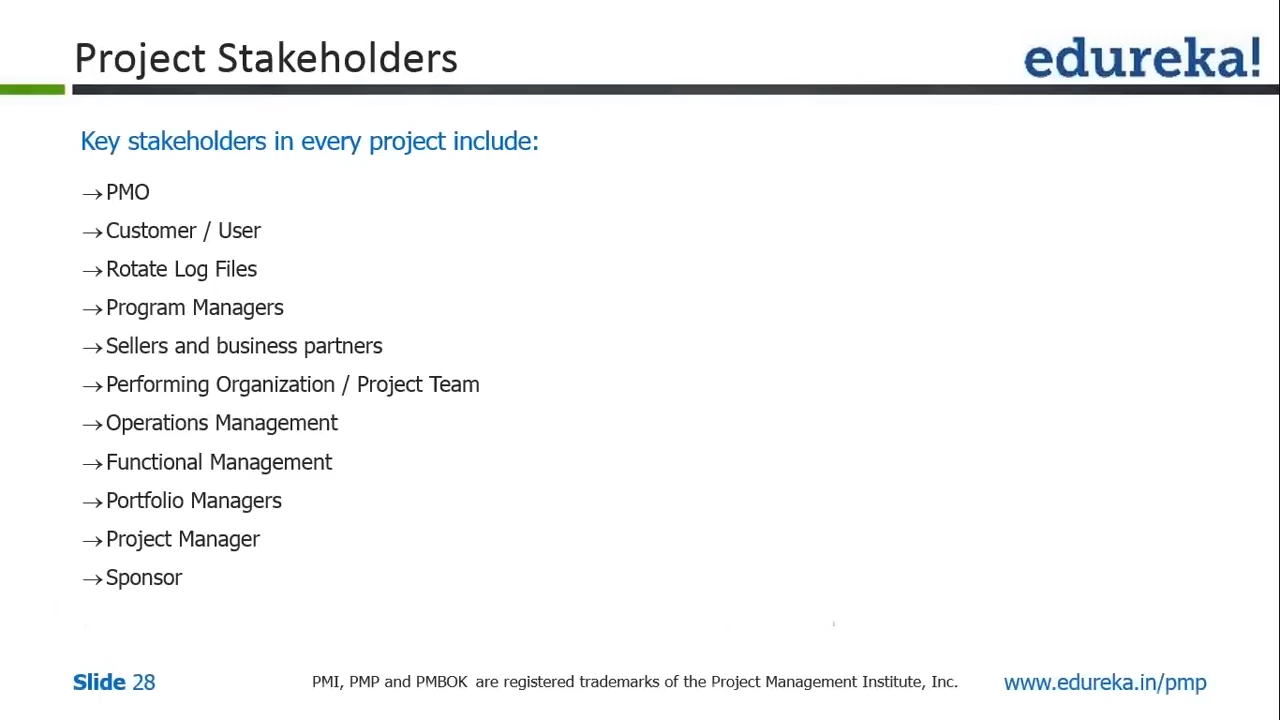 Project Stakeholders
edureka!
Key stakeholders in every project include:
→PMO
→Customer / User
→Rotate Log Files
→Program Managers
→Sellers and business partners
→Performing Organization / Project Team
→Operations Management
→Functional Management
→Portfolio Managers
→Project Manager
→Sponsor
Slide 28
PMI, PMP and PMBOK are registered trademarks of the Project Management Institute, Inc.
www.edureka.in/pmp